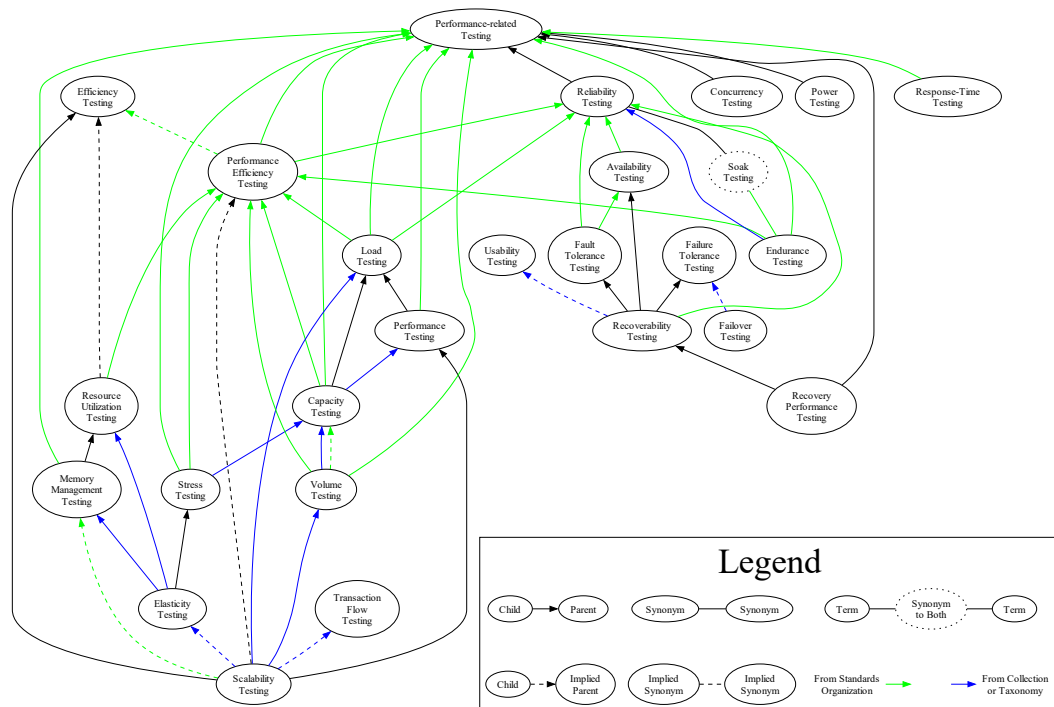 Performance-related
Testing
Efficiency
Testing
Reliability
Testing
Concurrency
Testing
Power
Testing
Response-Time
Testing
Performance
Efficiency
Testing
Availability
Testing
Soak
Testing
Load
Testing
Usability
Testing
Fault
Tolerance
Testing
Failure
Tolerance
Testing
Endurance
Testing
Performance
Testing
Recoverability
Testing
Failover
Testing
Resource
Utilization
Testing
Capacity
Testing
Recovery
Performance
Testing
Memory
Management
Testing
Stress
Testing
Volume
Testing
Elasticity
Testing
Transaction
Flow
Testing
Scalability
Testing
Legend
Child
Parent
Synonym
Synonym
Term
Synonym
to Both
Term
Child
Implied
Parent
Implied
Synonym
Implied
Synonym
From Standards
Organization
From Collection
or Taxonomy